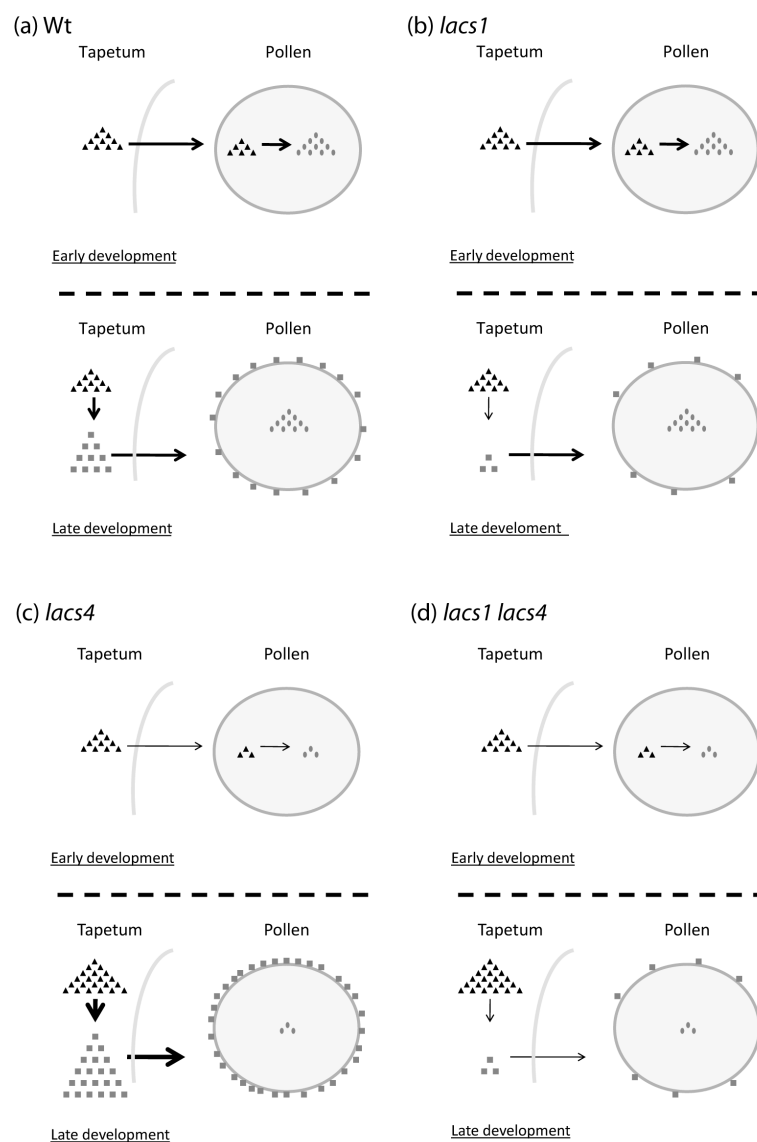 (a) Wt
Tapetum Pollen
Early development
Tapetum Pollen
Late development
(b) lacs1
Tapetum Pollen
Early development
Tapetum Pollen
Late develoment
(c) lacs4
Tapetum Pollen
Early development
Tapetum Pollen
Late development
(d) lacs1 lacs4
Tapetum Pollen
Early development
Tapetum Pollen
Late development